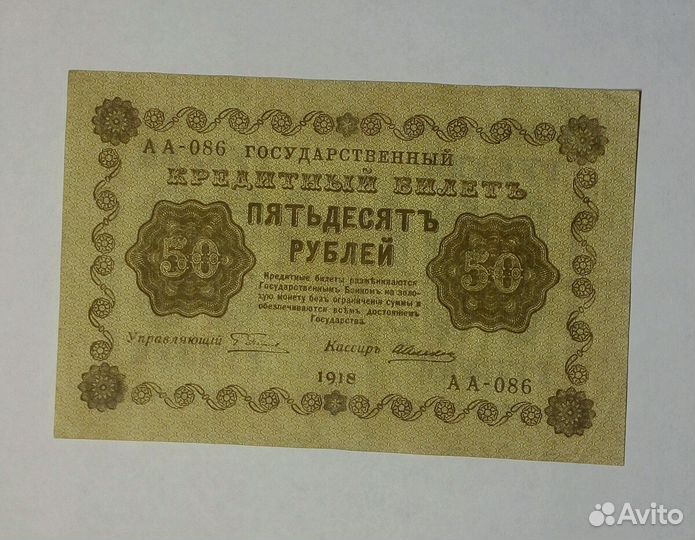 АА-086 ГОСУДАРСТВЕННЫЙ
КРЕДИТНЫЙ БИЛЕТЪ
ПЯТЬДЕСЯТЪ
РУБЛЕЙ
50
50
Кредитные билеты размѣниваются
Государственнымъ Банкомъ на золо-
тую монету безъ ограниченія суммы и
обезпечиваются всѣмъ достояніемъ
Государства.
Управляющій
Кассиръ
1918
АА-086
Avito